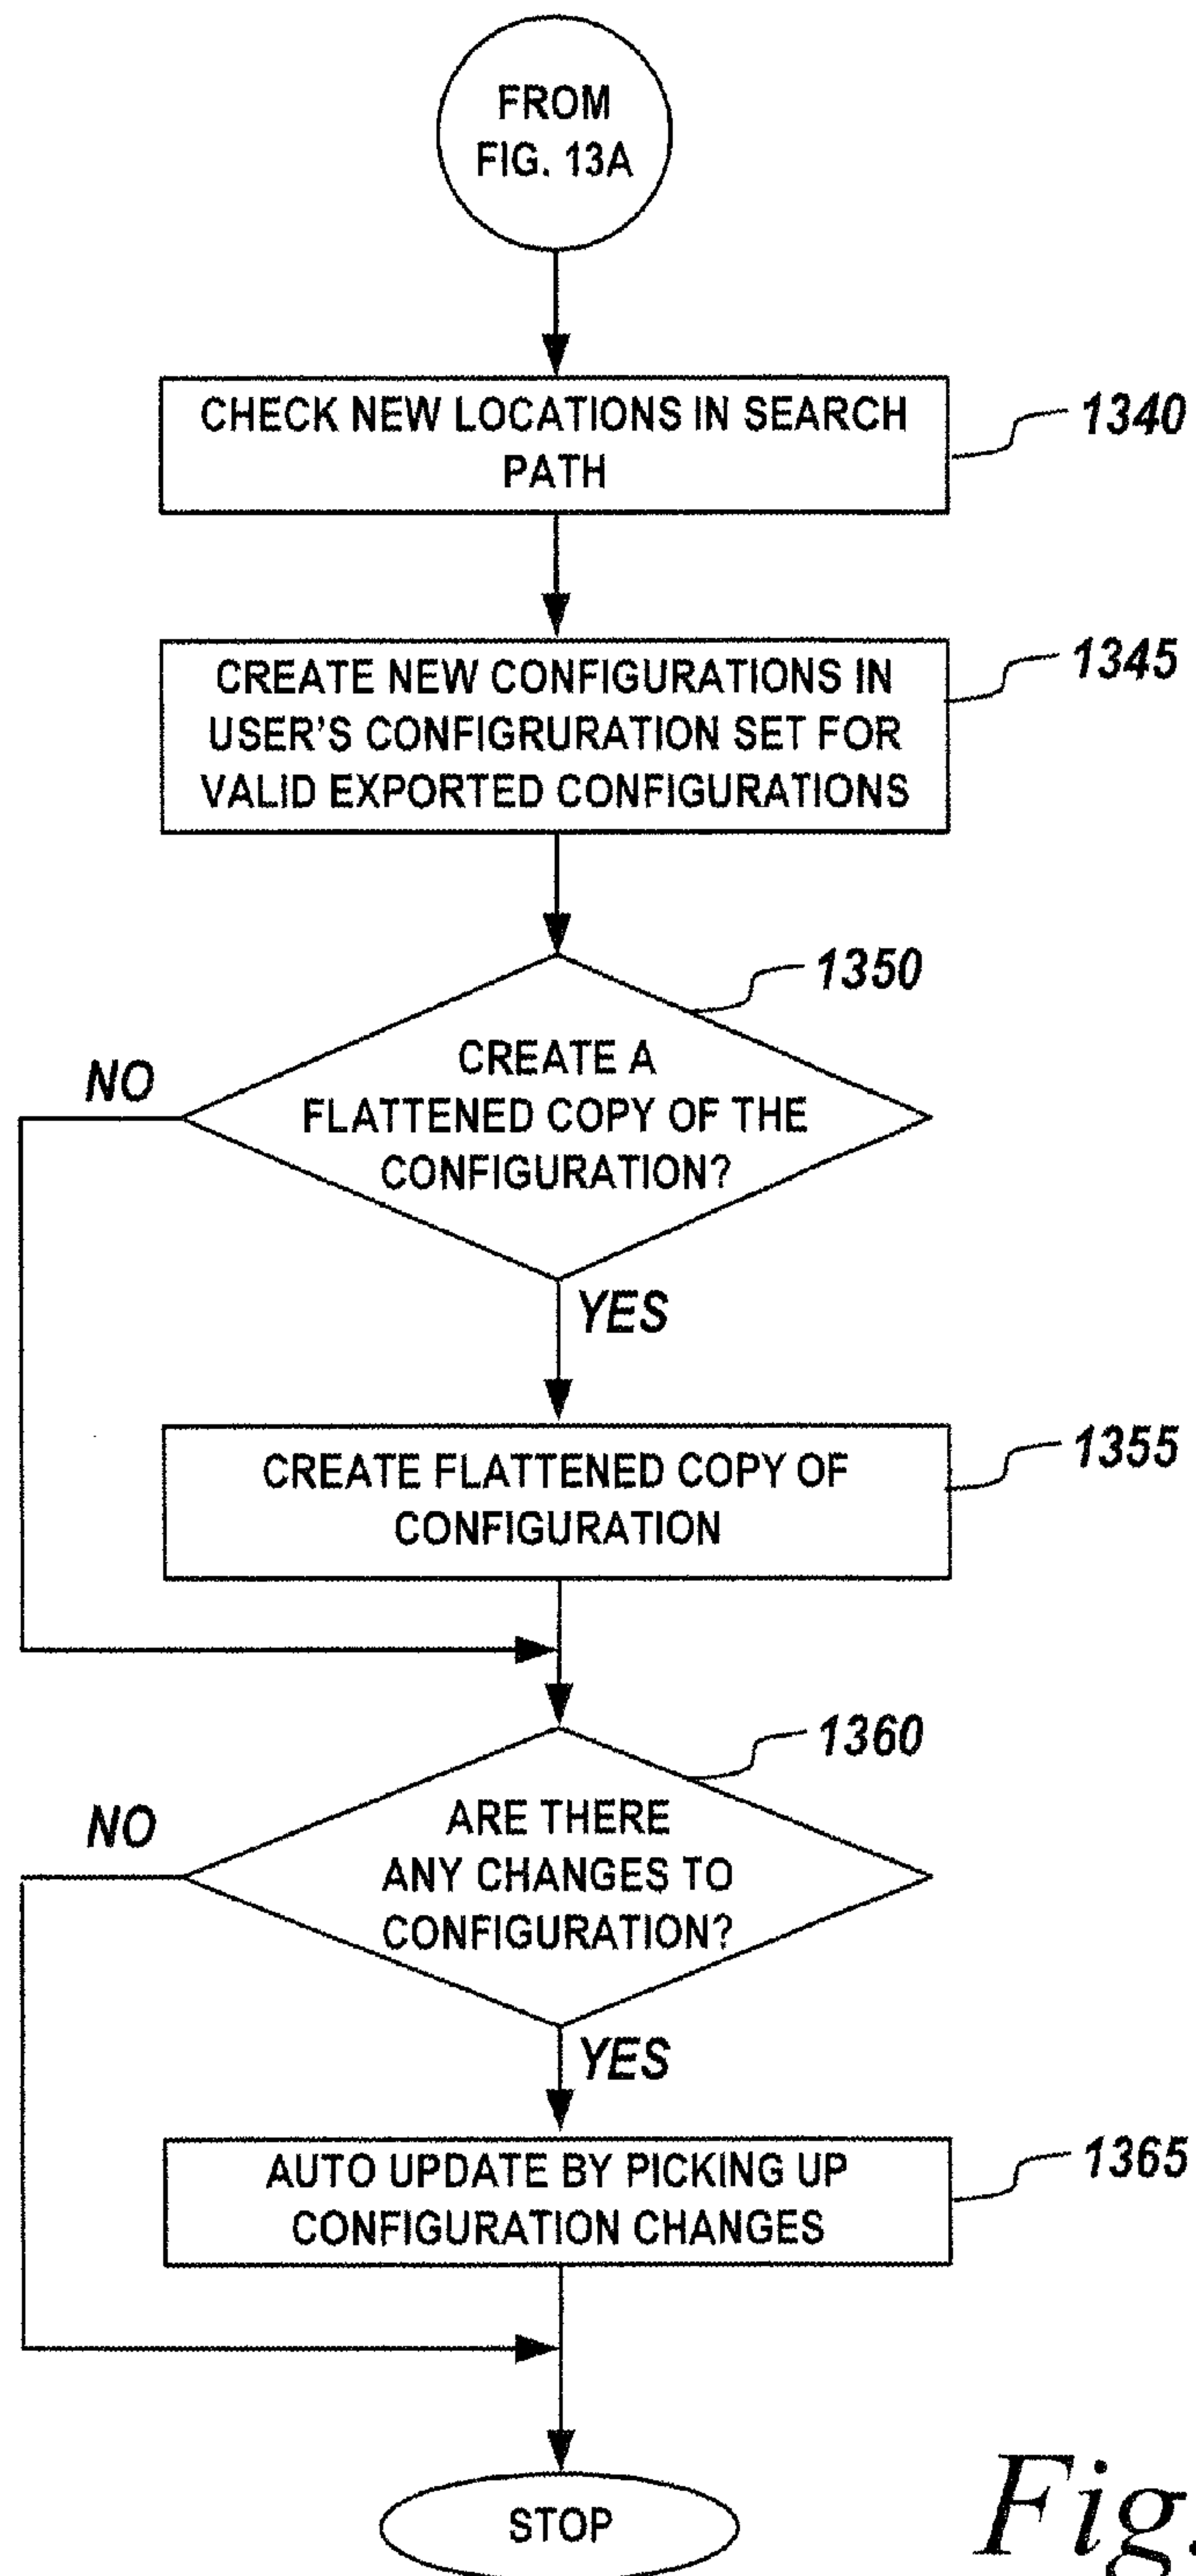 FROM
FIG. 13A
CHECK NEW LOCATIONS IN SEARCH
PATH
1340
CREATE NEW CONFIGURATIONS IN
USER'S CONFIGRURATION SET FOR
VALID EXPORTED CONFIGURATIONS
1345
1350
CREATE A
FLATTENED COPY OF THE
CONFIGURATION?
NO
YES
CREATE FLATTENED COPY OF
CONFIGURATION
1355
1360
ARE THERE
ANY CHANGES TO
CONFIGURATION?
NO
YES
AUTO UPDATE BY PICKING UP
CONFIGURATION CHANGES
1365
STOP
Fig.